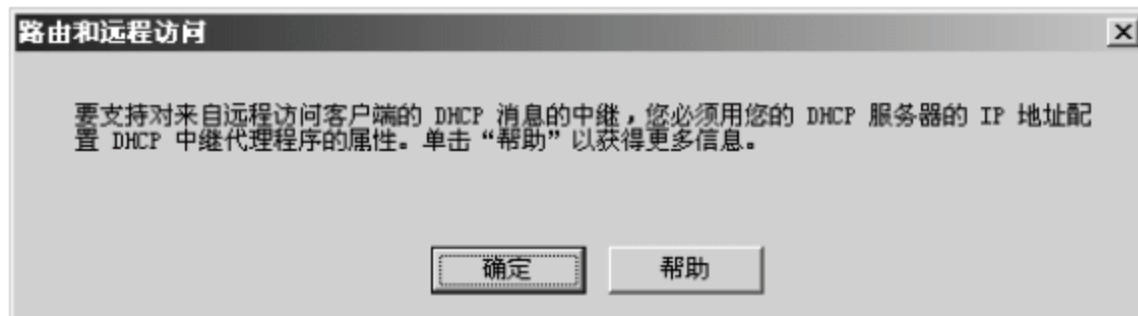 路由和远程访问
要支持对来自远程访问客户端的 DHCP 消息的中继，您必须用您的 DHCP 服务器的 IP 地址配
置 DHCP 中继代理程序的属性。单击“帮助”以获得更多信息。
确定
帮助